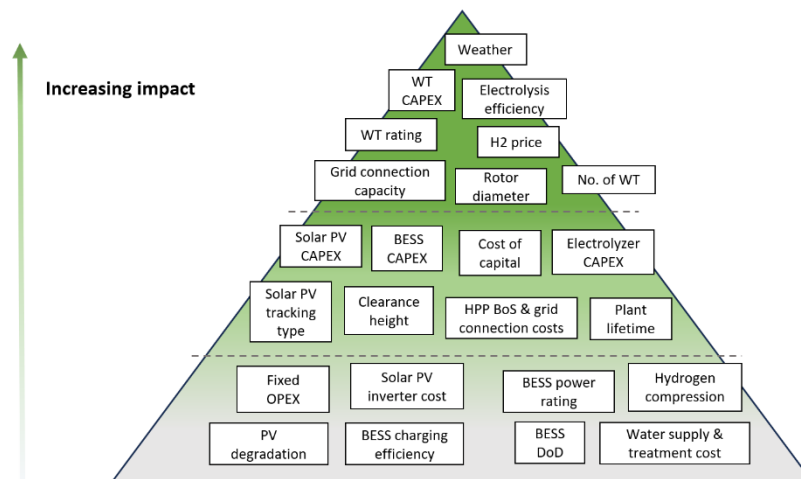 Weather
Increasing impact
WT
CAPEX
Electrolysis
efficiency
WT rating
H2 price
Grid connection
capacity
Rotor
diameter
No. of WT
Solar PV
CAPEX
BESS
CAPEX
Cost of
capital
Electrolyzer
CAPEX
Solar PV
tracking
type
Clearance
height
HPP BoS & grid
connection costs
Plant
lifetime
Fixed
OPEX
Solar PV
inverter cost
BESS power
rating
Hydrogen
compression
PV
degradation
BESS charging
efficiency
BESS
DoD
Water supply &
treatment cost